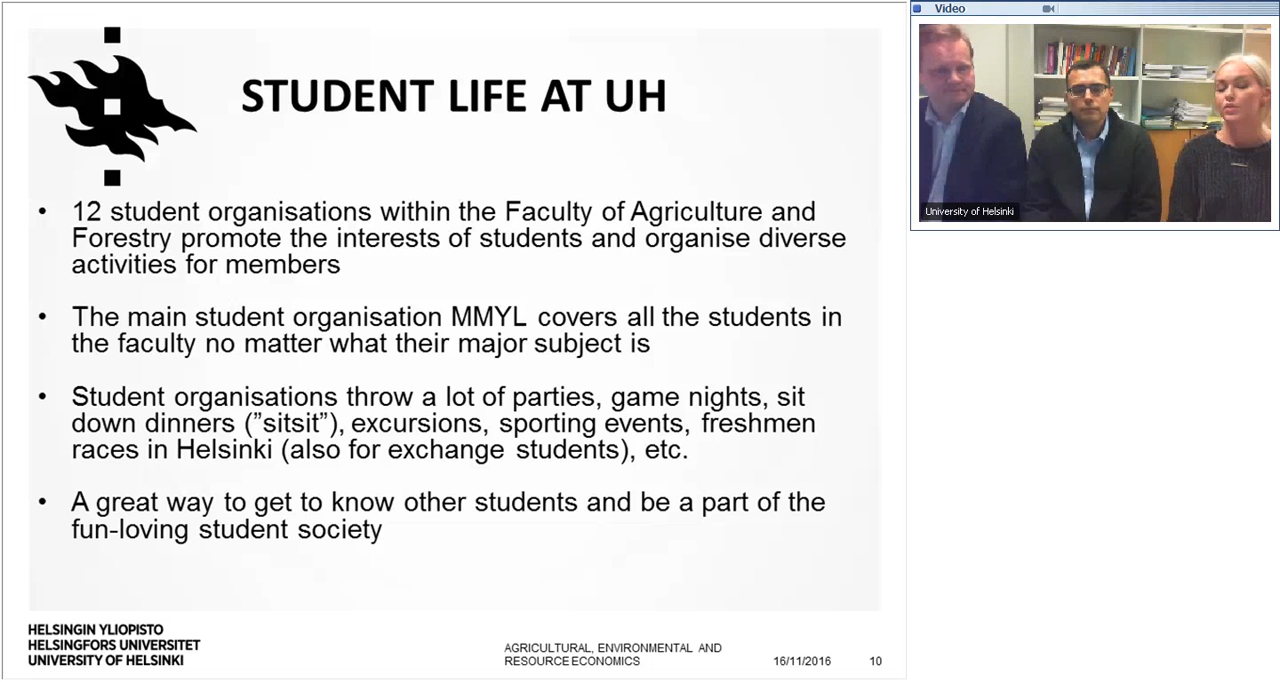 STUDENT LIFE AT UH
• 12 student organisations within the Faculty of Agriculture and
Forestry promote the interests of students and organise diverse
activities for members
• The main student organisation MMYL covers all the students in
the faculty no matter what their major subject is
• Student organisations throw a lot of parties, game nights, sit
down dinners (”sitsit”), excursions, sporting events, freshmen
races in Helsinki (also for exchange students), etc.
• A great way to get to know other students and be a part of the
fun-loving student society
HELSINGIN YLIOPISTO
HELSINGFORS UNIVERSITET
UNIVERSITY OF HELSINKI
AGRICULTURAL, ENVIRONMENTAL AND
RESOURCE ECONOMICS
16/11/2016
10
Video
University of Helsinki